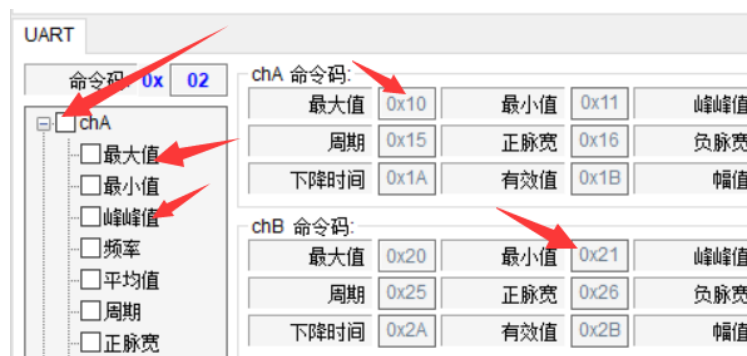 UART
命令码: 0x 02
chA
最大值
最小值
峰峰值
频率
平均值
周期
正脉宽
chA 命令码:
最大值 0x10 最小值 0x11 峰峰值
周期 0x15 正脉宽 0x16 负脉宽
下降时间 0x1A 有效值 0x1B 幅值
chB 命令码:
最大值 0x20 最小值 0x21 峰峰值
周期 0x25 正脉宽 0x26 负脉宽
下降时间 0x2A 有效值 0x2B 幅值